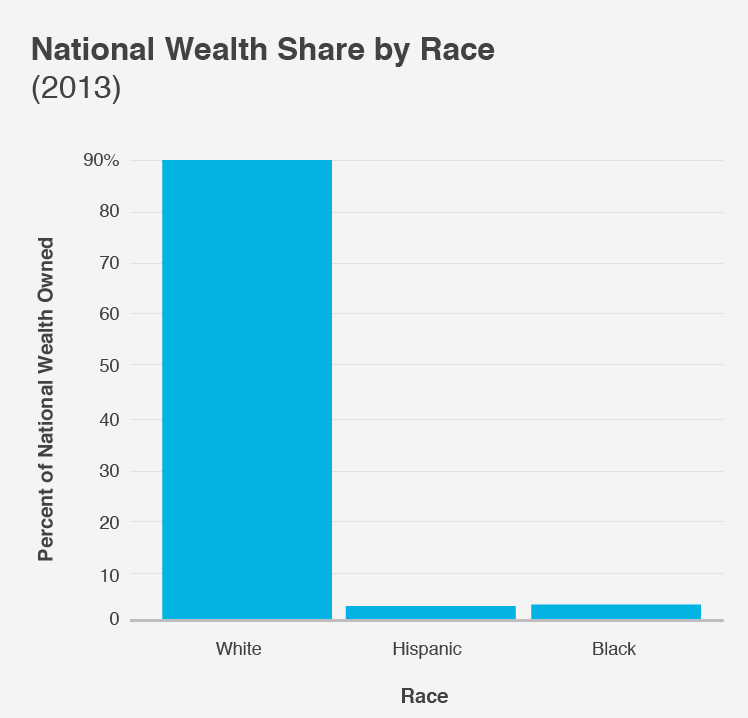 National Wealth Share by Race
(2013)
Percent of National Wealth Owned
90%
80
70
60
50
40
30
20
10
0
White
Hispanic
Black
Race